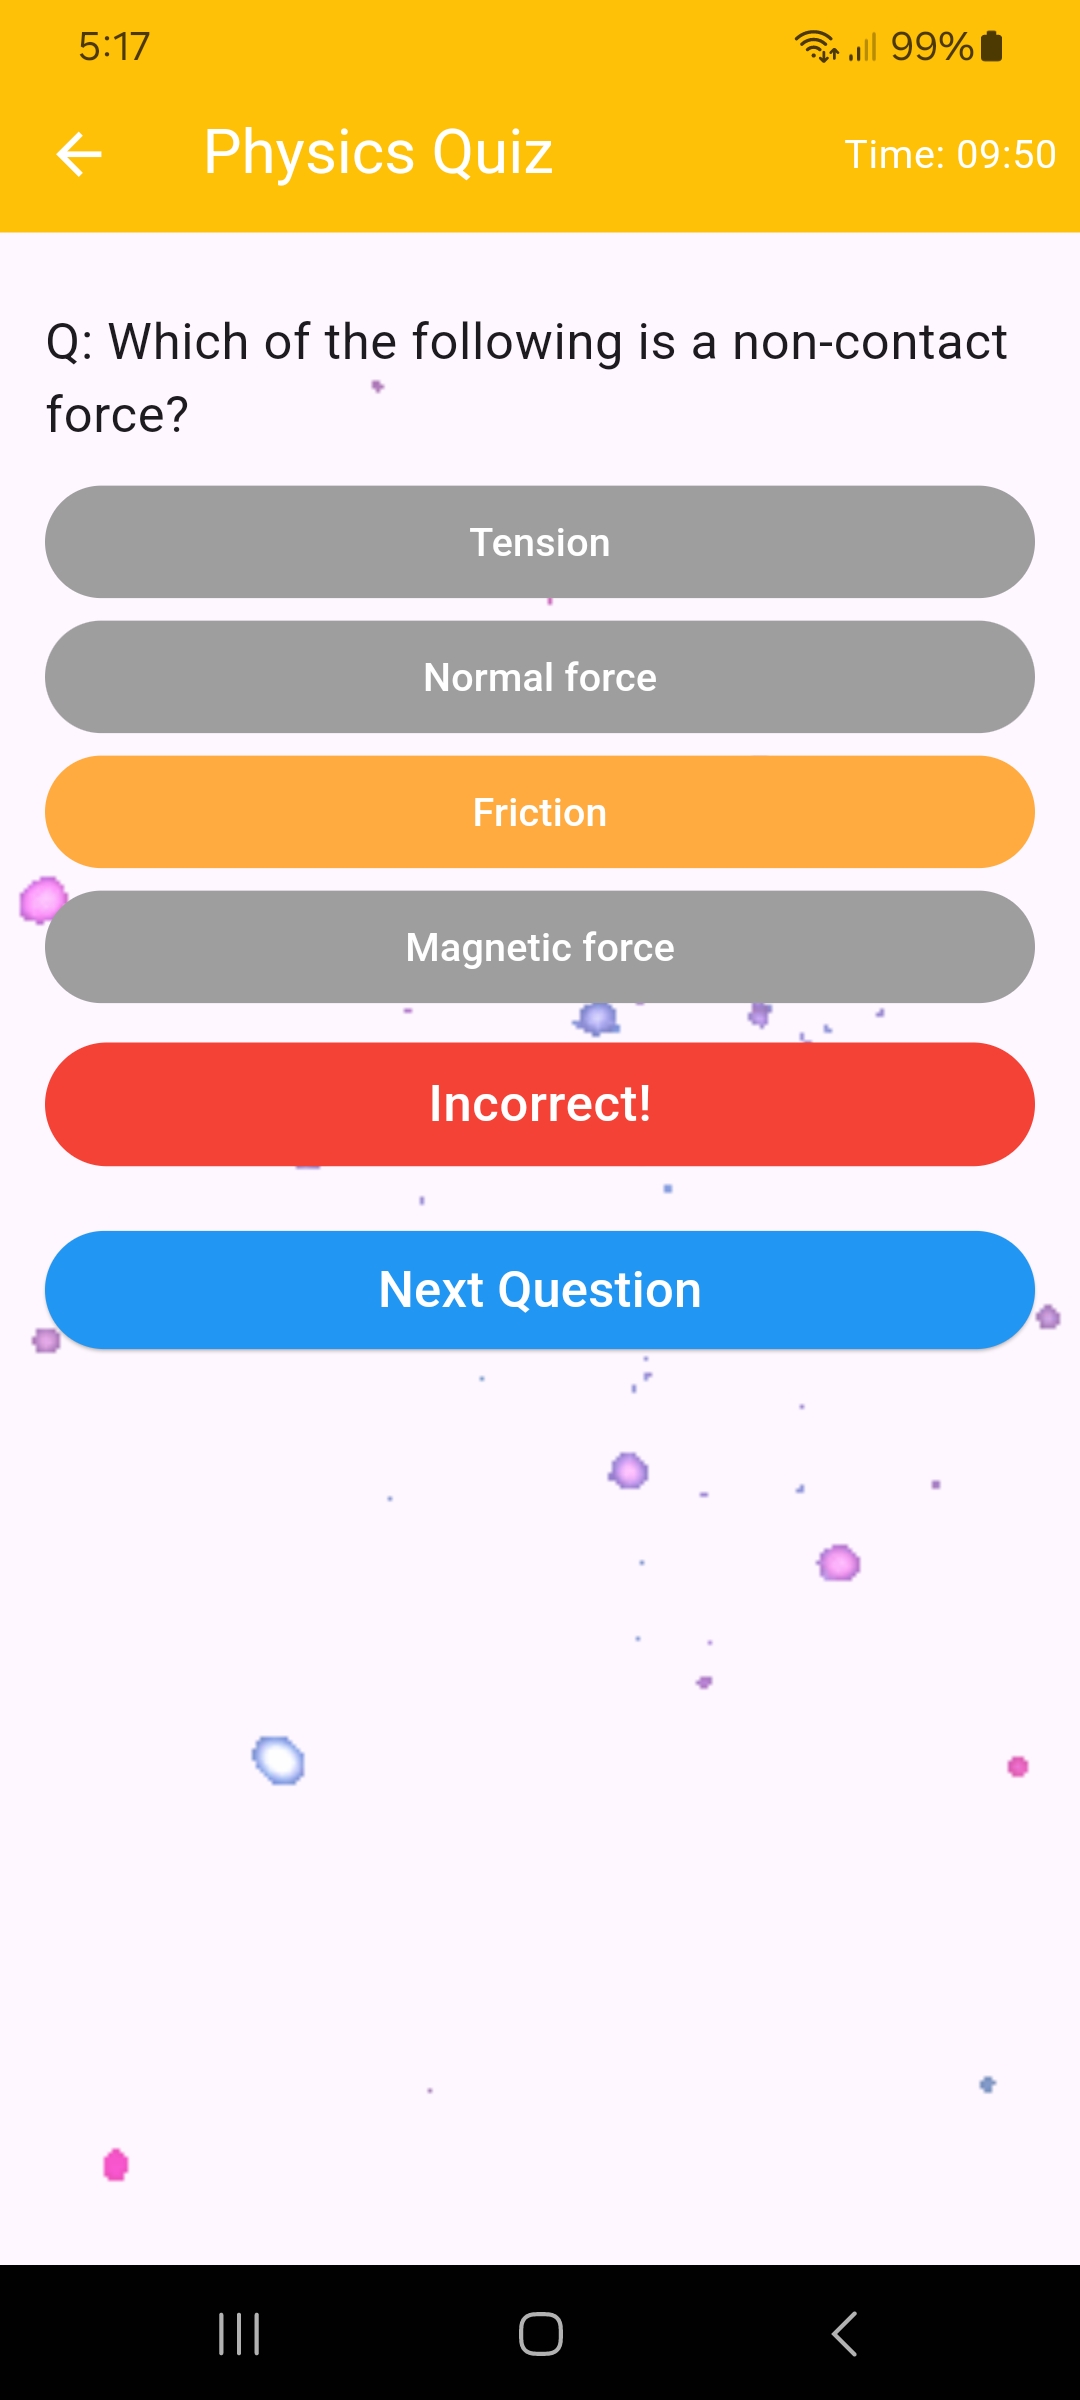 5:17 99%
Physics Quiz Time: 09:50
Q: Which of the following is a non-contact
force?
Tension
Normal force
Friction
Magnetic force
Incorrect!
Next Question